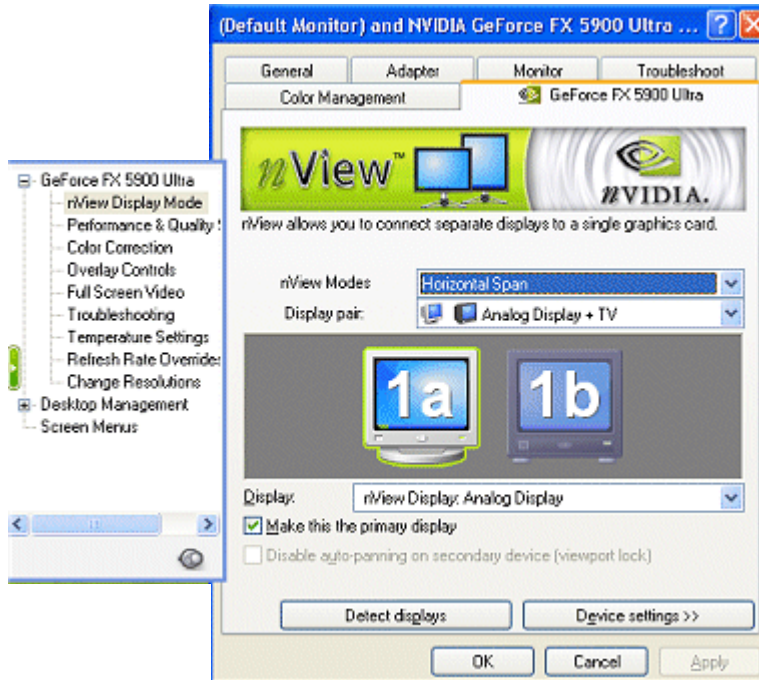 (Default Monitor) and NVIDIA GeForce FX 5900 Ultra ...
General Adapter Monitor Troubleshoot
Color Management GeForce FX 5900 Ultra
nView™
nVIDIA.
nView allows you to connect separate displays to a single graphics card.
nView Modes Horizontal Span
Display pair: Analog Display + TV
1a 1b
Display: nView Display: Analog Display
Make this the primary display
Disable auto-panning on secondary device (viewport lock)
Detect displays Device settings >>
OK Cancel Apply
GeForce FX 5900 Ultra
nView Display Mode
Performance & Quality
Color Correction
Overlay Controls
Full Screen Video
Troubleshooting
Temperature Settings
Refresh Rate Overrides
Change Resolutions
Desktop Management
Screen Menus